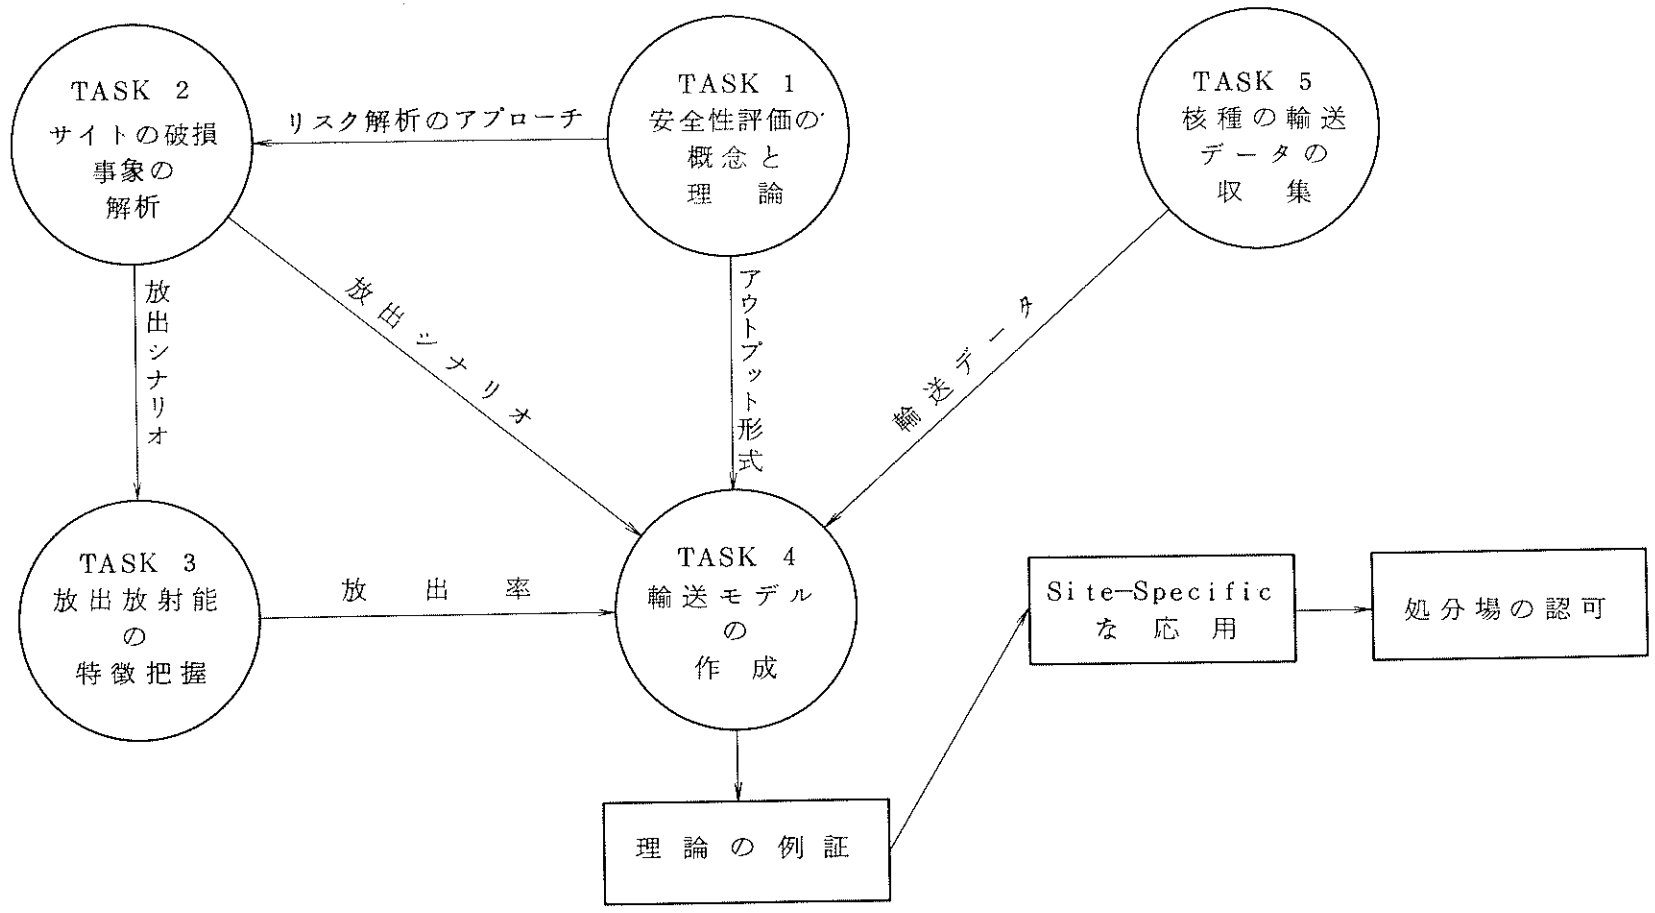 TASK 2
サイトの破損
事象の
解析
リスク解析のアプローチ
TASK 1
安全性評価の
概念と
理論
TASK 5
核種の輸送
データの
収集
放出シナリオ
放出シナリオ
アウトプット形式
輸送データ
TASK 3
放出放射能
の
特徴把握
放出率
TASK 4
輸送モデル
の
作成
Site-Specific
な応用
処分場の認可
理論の例証